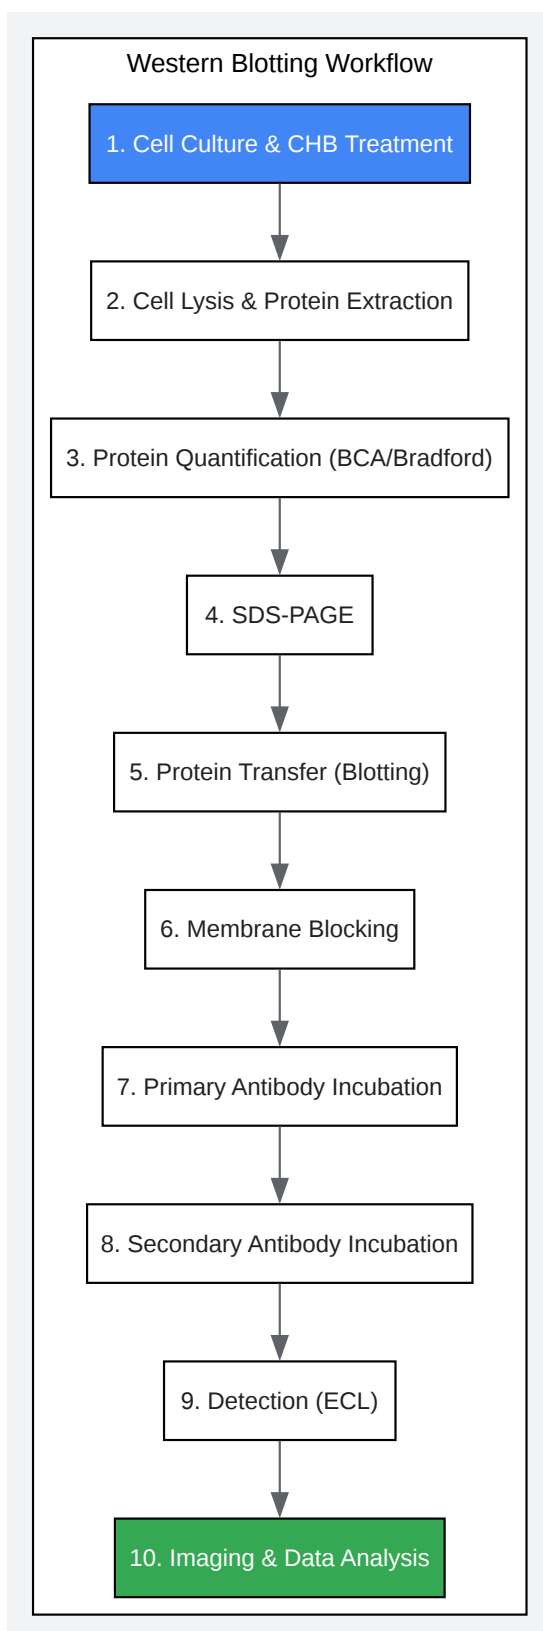 Western Blotting Workflow
1. Cell Culture & CHB Treatment
2. Cell Lysis & Protein Extraction
3. Protein Quantification (BCA/Bradford)
4. SDS-PAGE
5. Protein Transfer (Blotting)
6. Membrane Blocking
7. Primary Antibody Incubation
8. Secondary Antibody Incubation
9. Detection (ECL)
10. Imaging & Data Analysis